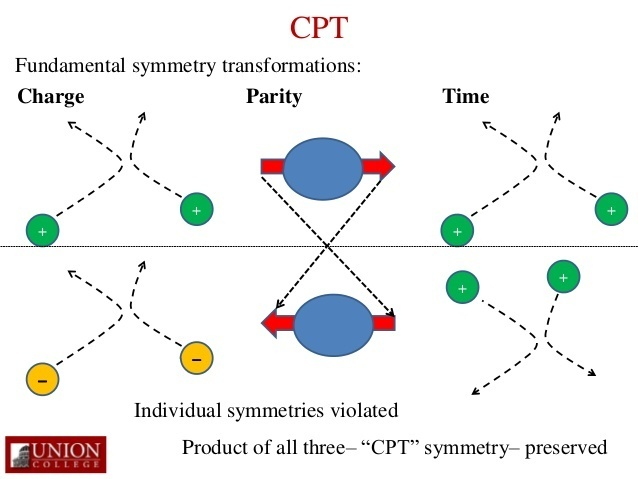 CPT
Fundamental symmetry transformations:
Charge Parity Time
+ + + +
+ +
– –
Individual symmetries violated
Product of all three– “CPT” symmetry– preserved
UNION
COLLEGE